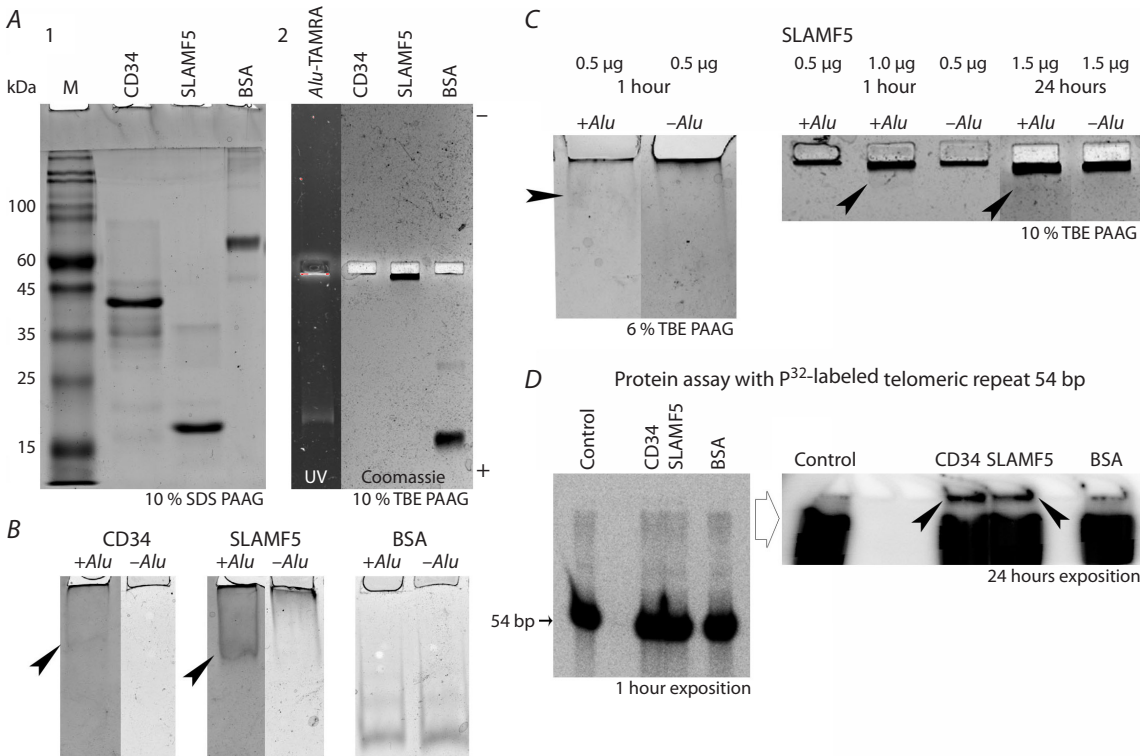 A
1
kDa
M
CD34
SLAMF5
BSA
100
60
45
35
25
15
10 % SDS PAAG
2
Alu-TAMRA
CD34
SLAMF5
BSA
–
+
UV
Coomassie
10 % TBE PAAG
B
CD34
SLAMF5
BSA
+Alu –Alu
+Alu –Alu
+Alu –Alu
C
0.5 µg 0.5 µg
1 hour
+Alu –Alu
6 % TBE PAAG
SLAMF5
0.5 µg 1.0 µg 0.5 µg 1.5 µg 1.5 µg
1 hour 24 hours
+Alu +Alu –Alu +Alu –Alu
10 % TBE PAAG
D
Protein assay with P³²-labeled telomeric repeat 54 bp
Control
CD34
SLAMF5
BSA
54 bp
1 hour exposition
Control CD34 SLAMF5 BSA
24 hours exposition